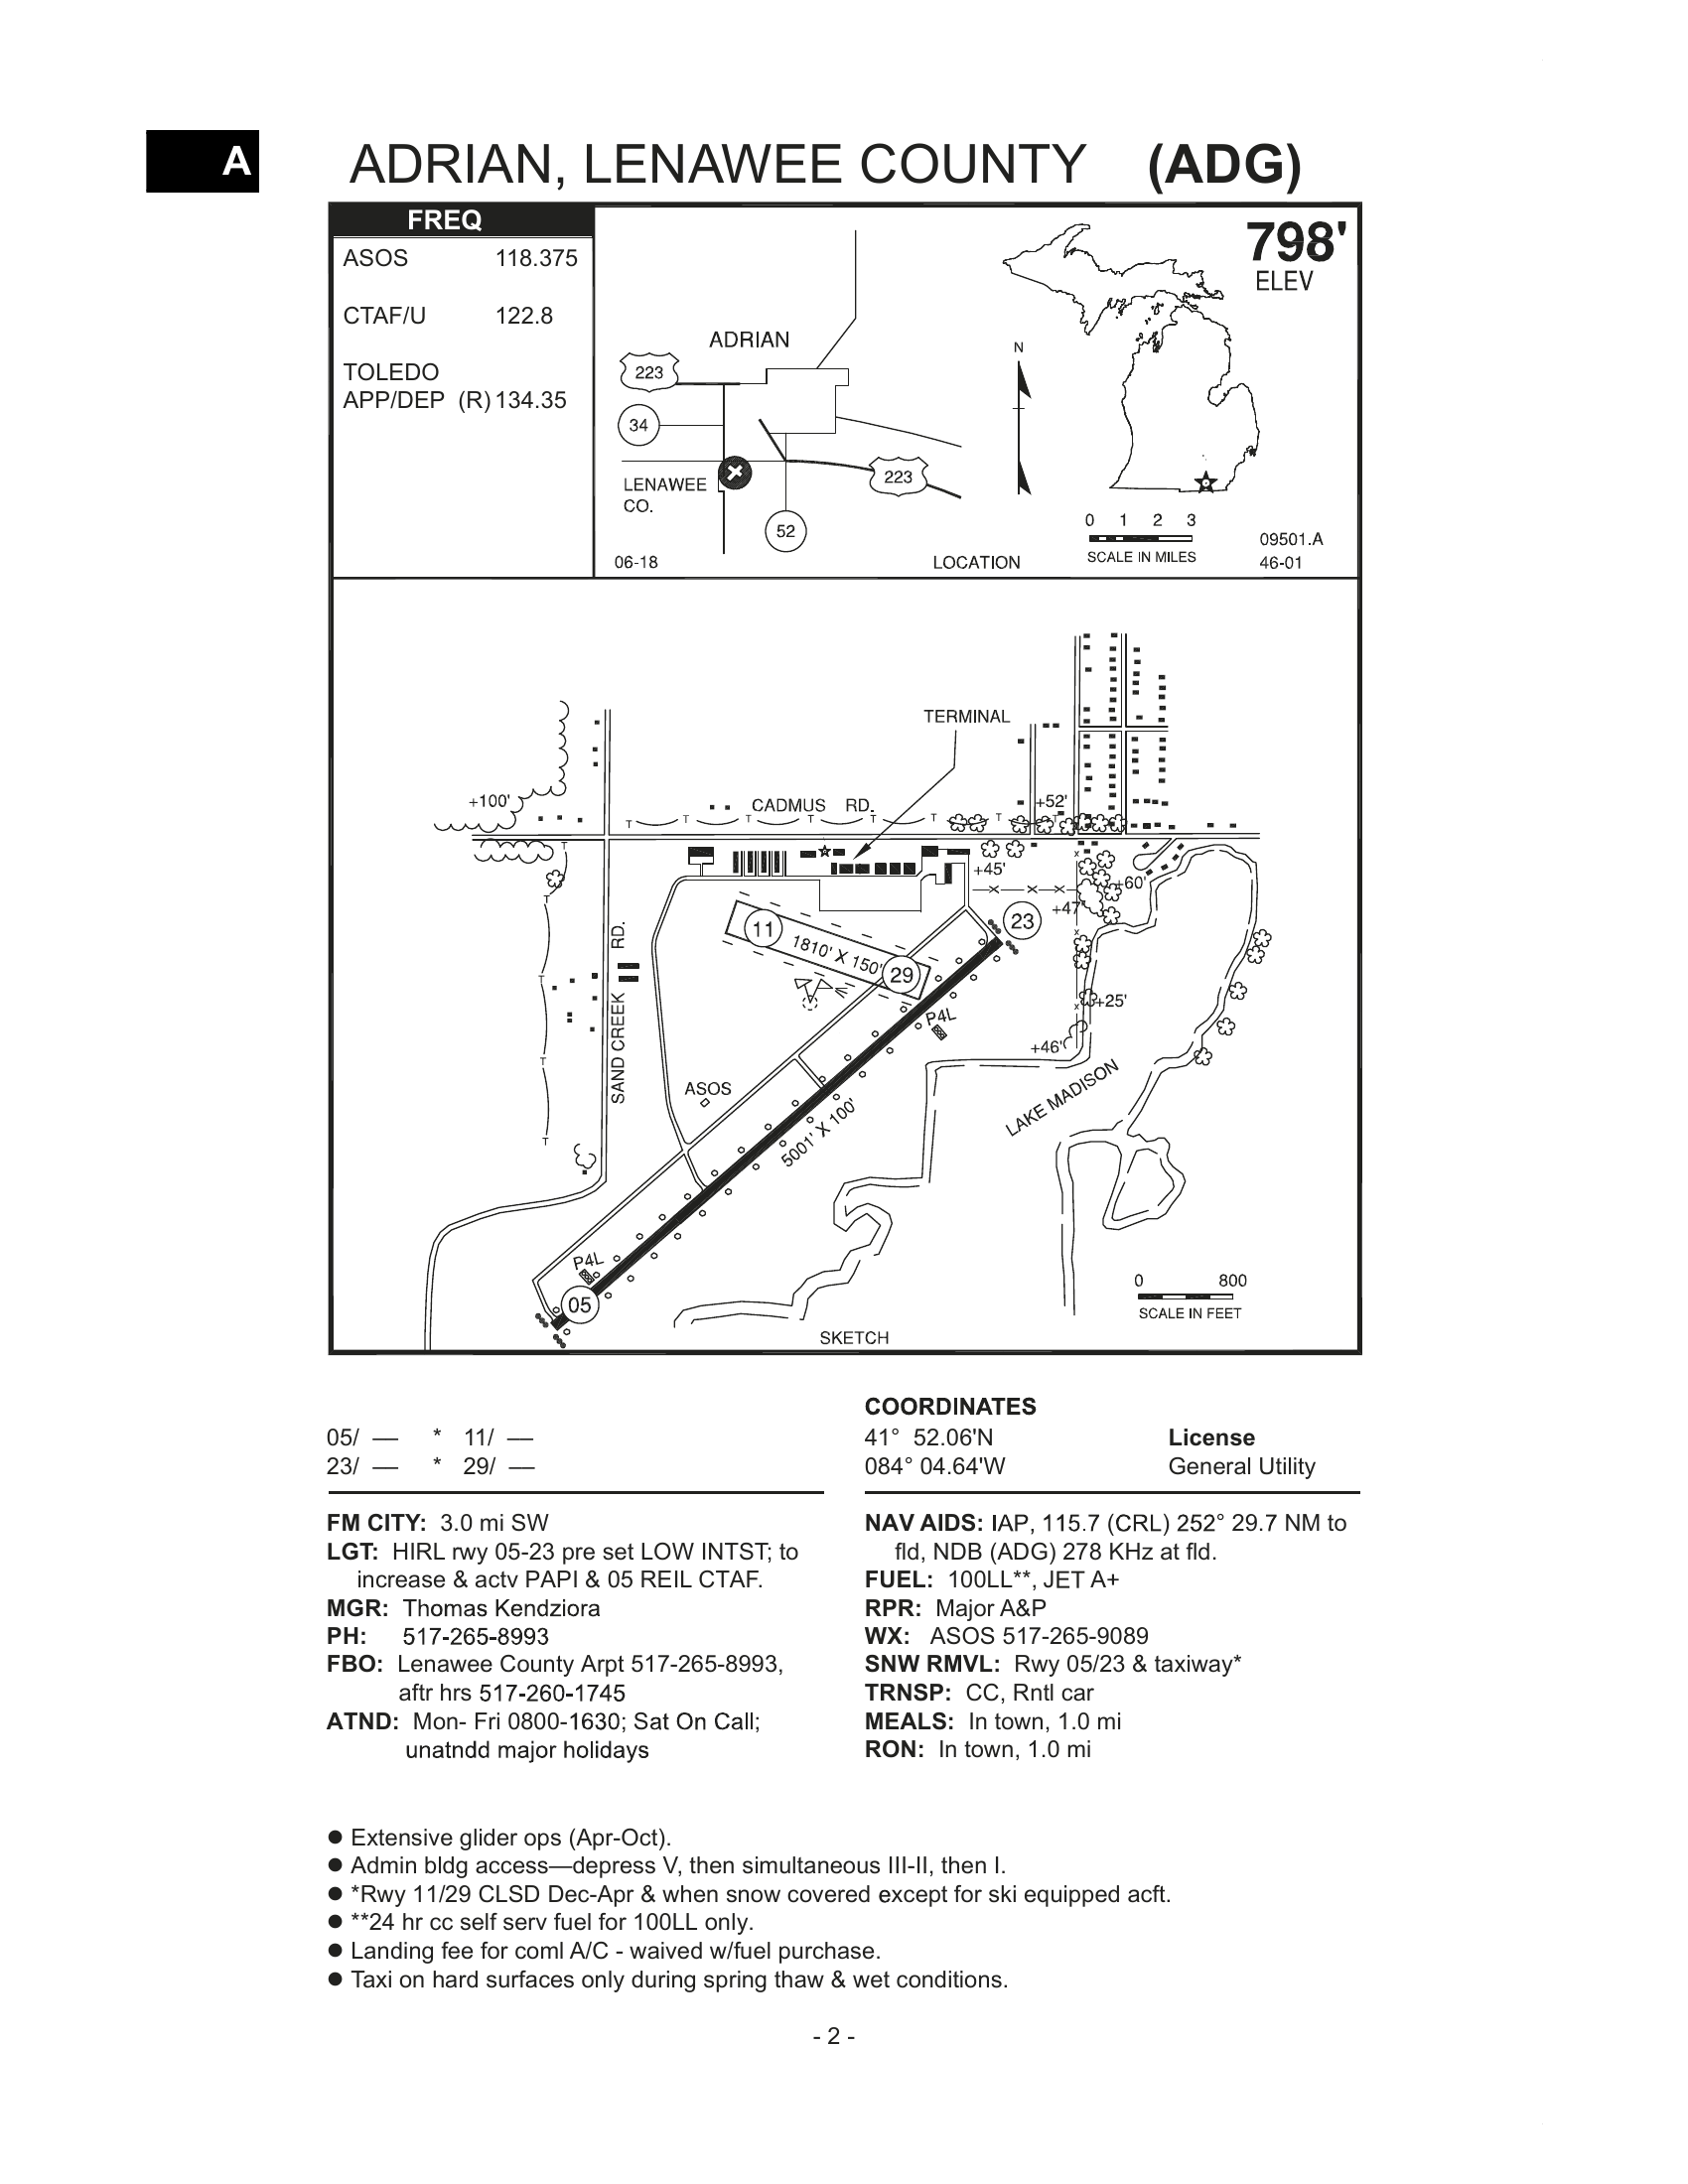 A
ADRIAN, LENAWEE COUNTY (ADG)
FREQ
ASOS 118.375
CTAF/U 122.8
TOLEDO
APP/DEP (R) 134.35
798'
ELEV
ADRIAN
223
34
LENAWEE
CO.
223
52
N
0 1 2 3
SCALE IN MILES
09501.A
46-01
06-18
LOCATION
TERMINAL
+100'
CADMUS RD.
+52'
T T T T T T T T
+45'
+60'
+47'
X X X
23
11
1810' X 150'
29
SAND CREEK RD.
P4L
+25'
+46'
ASOS
LAKE MADISON
5001' X 100'
P4L
05
0 800
SCALE IN FEET
SKETCH
05/ — * 11/ —
23/ — * 29/ —
COORDINATES
41° 52.06'N
084° 04.64'W
License
General Utility
FM CITY: 3.0 mi SW
LGT: HIRL rwy 05-23 pre set LOW INTST; to
increase & actv PAPI & 05 REIL CTAF.
MGR: Thomas Kendziora
PH: 517-265-8993
FBO: Lenawee County Arpt 517-265-8993,
aftr hrs 517-260-1745
ATND: Mon- Fri 0800-1630; Sat On Call;
unatndd major holidays
NAV AIDS: IAP, 115.7 (CRL) 252° 29.7 NM to
fld, NDB (ADG) 278 KHz at fld.
FUEL: 100LL**, JET A+
RPR: Major A&P
WX: ASOS 517-265-9089
SNW RMVL: Rwy 05/23 & taxiway*
TRNSP: CC, Rntl car
MEALS: In town, 1.0 mi
RON: In town, 1.0 mi
● Extensive glider ops (Apr-Oct).
● Admin bldg access—depress V, then simultaneous III-II, then I.
● *Rwy 11/29 CLSD Dec-Apr & when snow covered except for ski equipped acft.
● **24 hr cc self serv fuel for 100LL only.
● Landing fee for coml A/C - waived w/fuel purchase.
● Taxi on hard surfaces only during spring thaw & wet conditions.
- 2 -